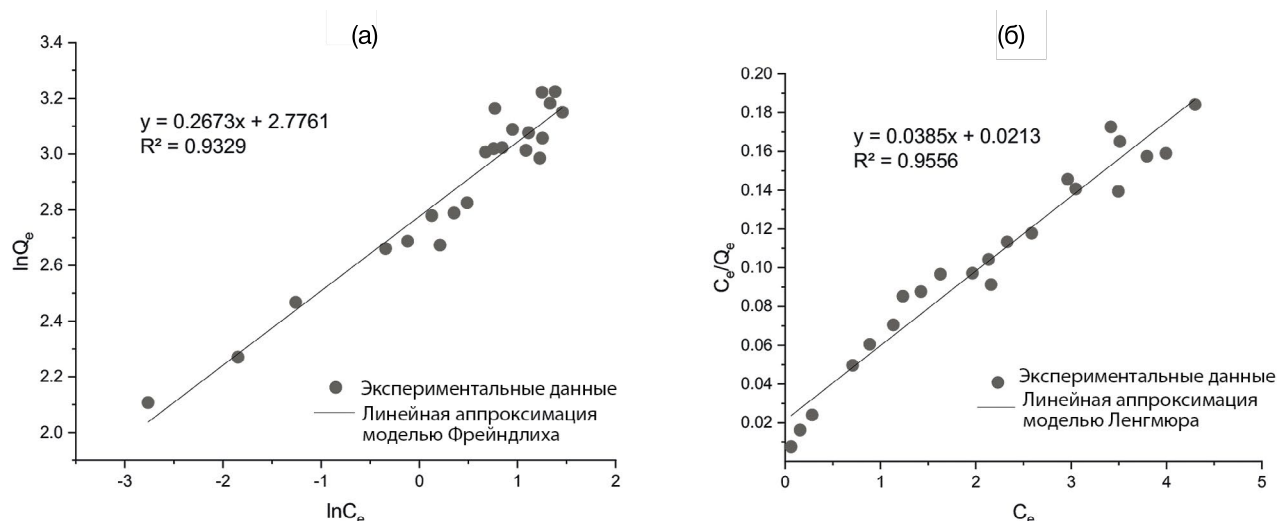 (а)
3.4
3.2
3.0
2.8
2.6
2.4
2.2
2.0
lnQe
y = 0.2673x + 2.7761
R² = 0.9329
Экспериментальные данные
Линейная аппроксимация
моделью Фрейндлиха
-3 -2 -1 0 1 2
lnCe
(б)
0.20
0.18
0.16
0.14
0.12
0.10
0.08
0.06
0.04
0.02
Ce/Qe
y = 0.0385x + 0.0213
R² = 0.9556
Экспериментальные данные
Линейная аппроксимация
моделью Ленгмюра
0 1 2 3 4 5
Ce